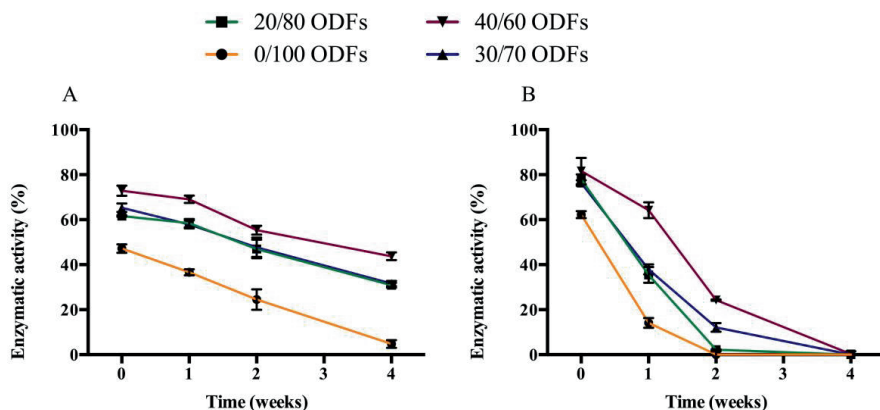 20/80 ODFs
40/60 ODFs
0/100 ODFs
30/70 ODFs
A
B
Enzymatic activity (%)
100
80
60
40
20
0
0 1 2 3 4
Time (weeks)
Enzymatic activity (%)
100
80
60
40
20
0
0 1 2 3 4
Time (weeks)